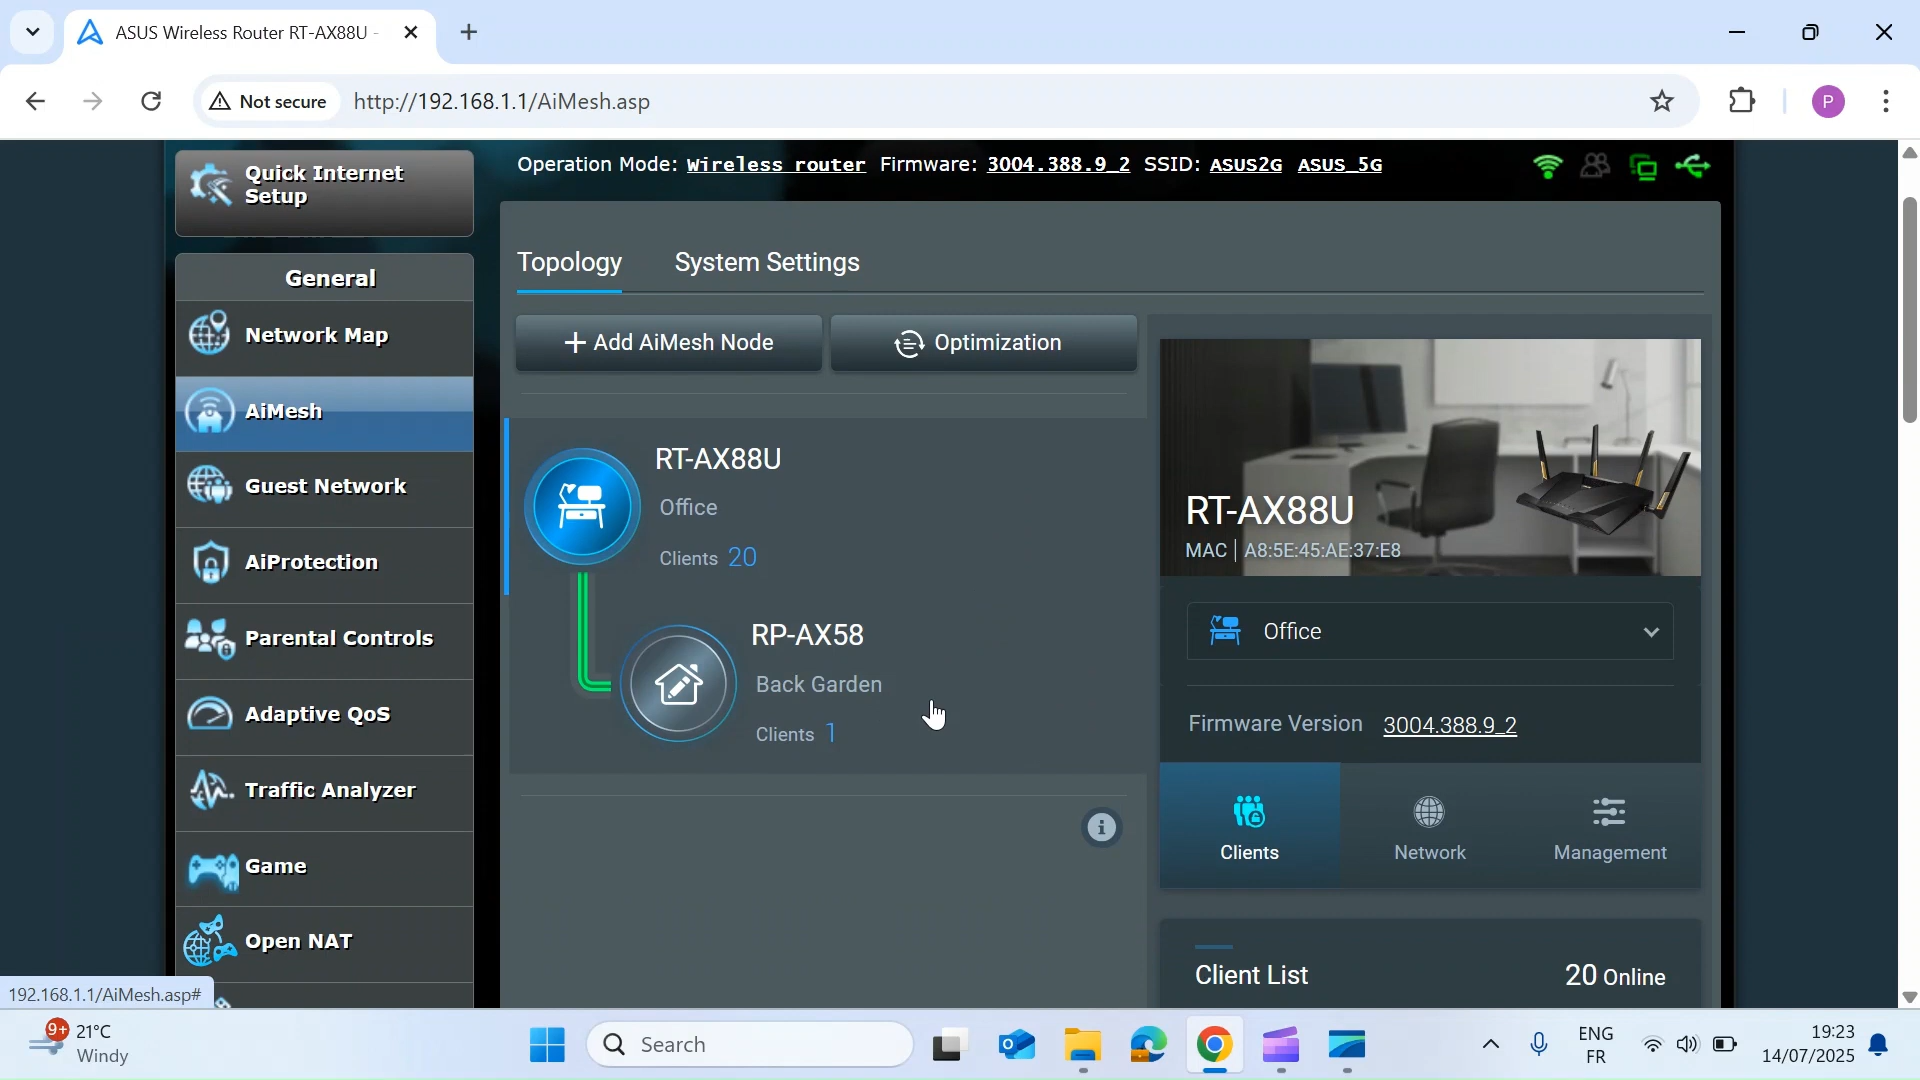 ASUS Wireless Router RT-AX88U -
Not secure
http://192.168.1.1/AiMesh.asp
P
Quick Internet
Setup
Operation Mode: Wireless router Firmware: 3004.388.9_2 SSID: ASUS2G ASUS_5G
General
Network Map
AiMesh
Guest Network
AiProtection
Parental Controls
Adaptive QoS
Traffic Analyzer
Game
Open NAT
Topology
System Settings
+ Add AiMesh Node
Optimization
RT-AX88U
Office
Clients 20
RP-AX58
Back Garden
Clients 1
RT-AX88U
MAC | A8:5E:45:AE:37:E8
Office
Firmware Version 3004.388.9_2
Clients
Network
Management
Client List
20 Online
192.168.1.1/AiMesh.asp#
9+
21°C
Windy
Search
ENG
FR
19:23
14/07/2025